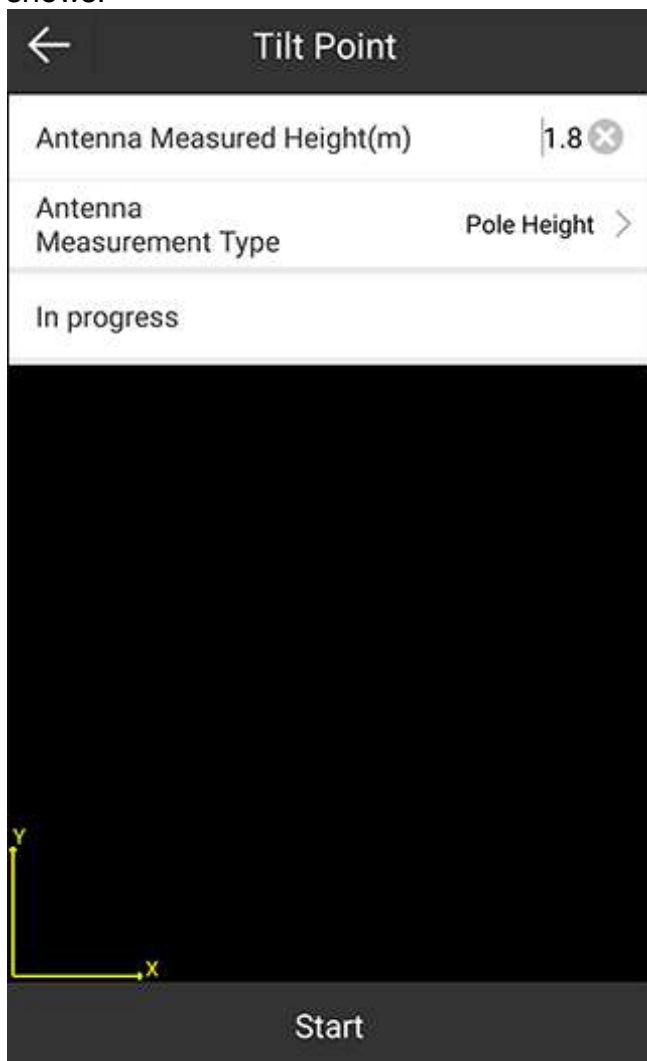 Tilt Point
Antenna Measured Height(m) 1.8
Antenna
Measurement Type
Pole Height
In progress
Y
X
Start